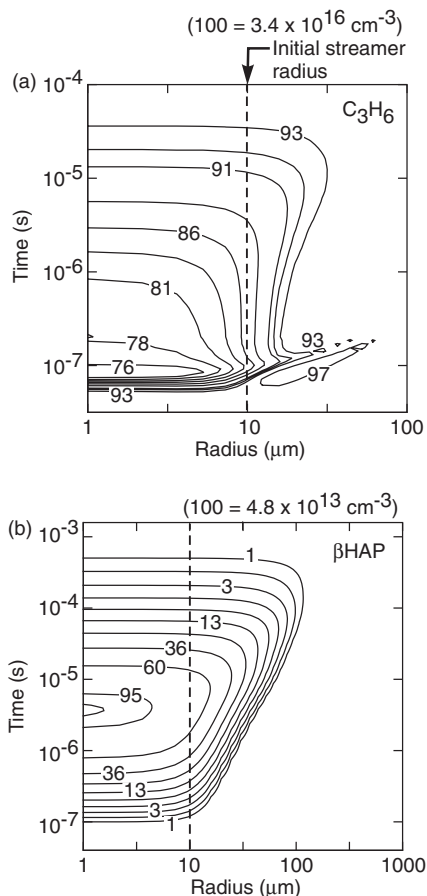 (100 = 3.4 x 10^16 cm^-3)
Initial streamer
radius
(a)
C3H6
10^-4
10^-5
10^-6
10^-7
Time (s)
93
91
86
81
78
76
93
93
97
1
10
100
Radius (μm)
(100 = 4.8 x 10^13 cm^-3)
(b)
βHAP
10^-3
10^-4
10^-5
10^-6
10^-7
Time (s)
1
3
13
36
60
95
36
13
3
1
1
10
100
1000
Radius (μm)